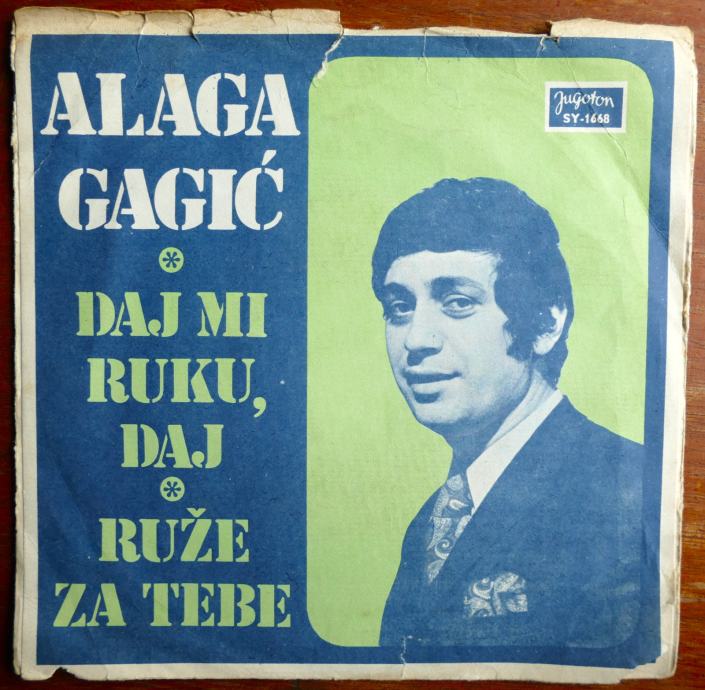 ALAGA
GAGIĆ
DAJ MI
RUKU,
DAJ
RUŽE
ZA TEBE
Jugoton
SY-1668